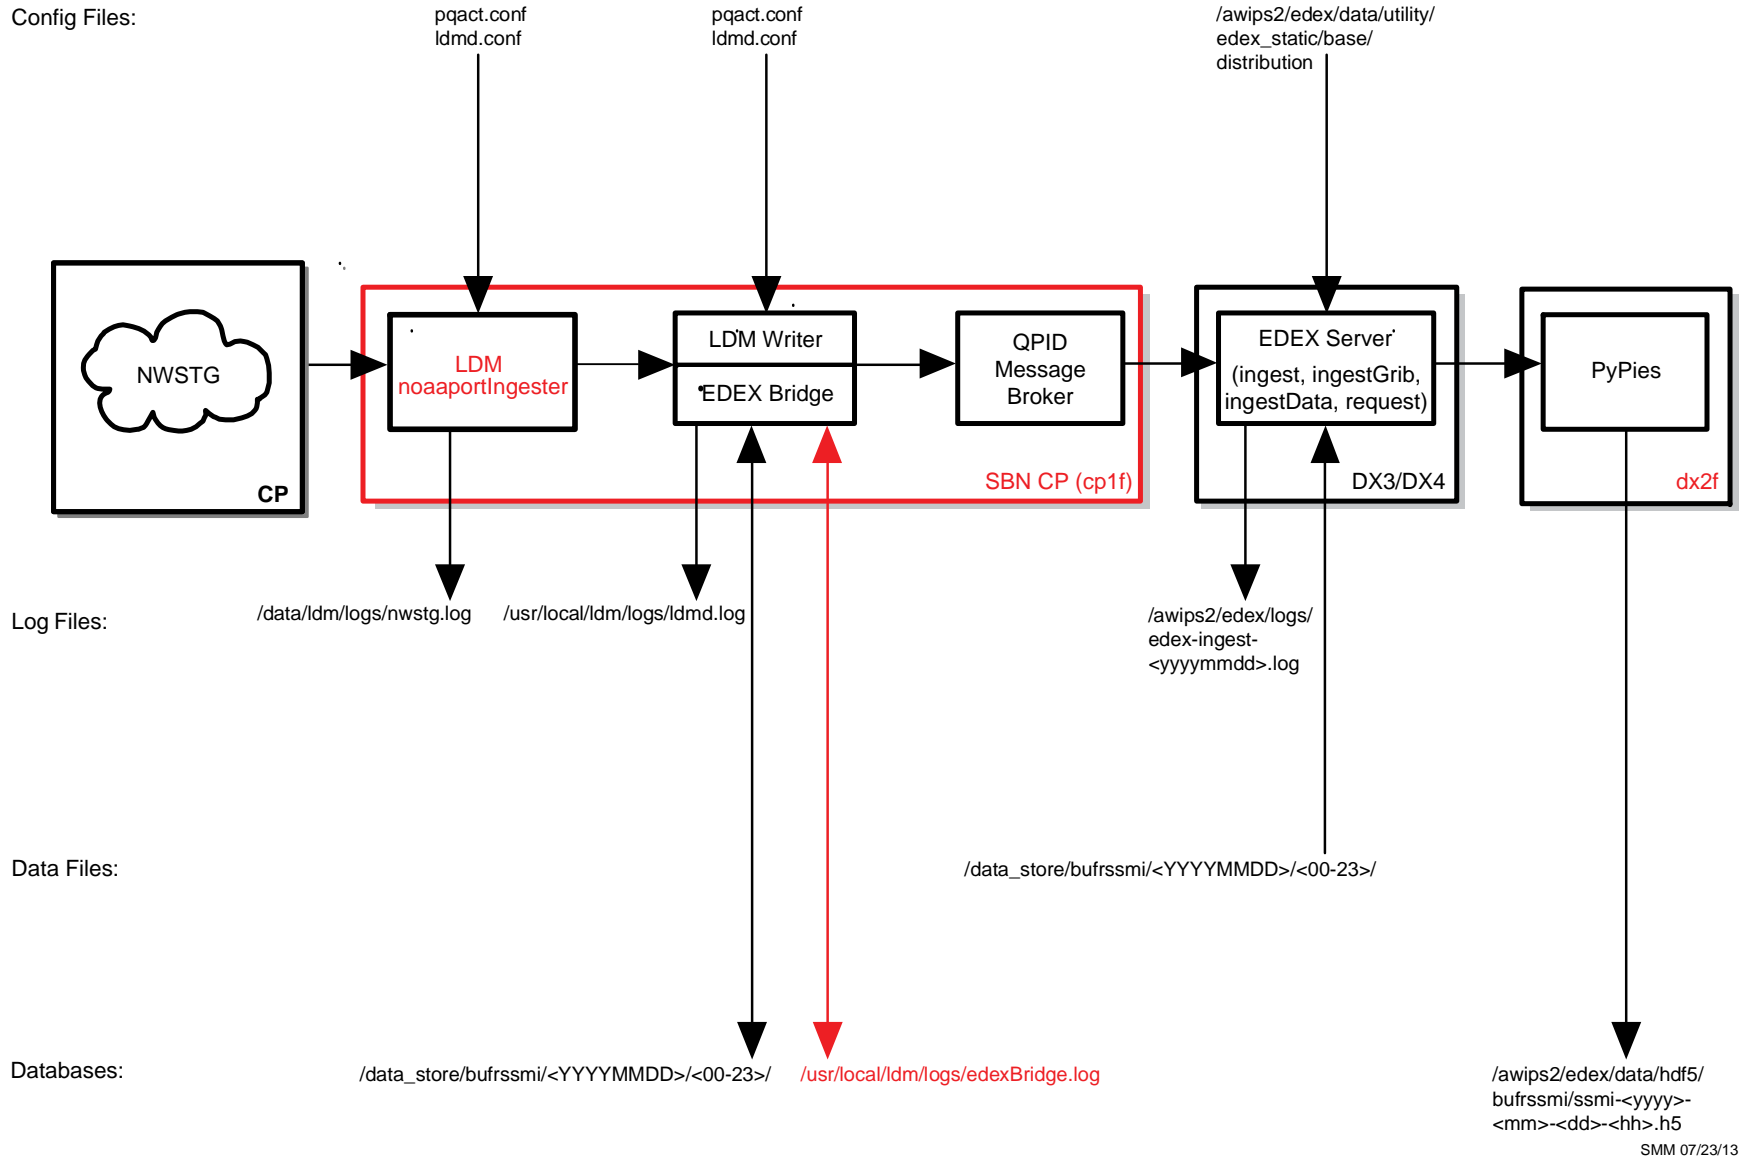 Config Files:
pqact.conf
ldmd.conf
pqact.conf
ldmd.conf
/awips2/edex/data/utility/
edex_static/base/
distribution
NWSTG
CP
LDM
noaaportIngester
LDM Writer
EDEX Bridge
QPID
Message
Broker
SBN CP (cp1f)
EDEX Server
(ingest, ingestGrib,
ingestData, request)
DX3/DX4
PyPies
dx2f
Log Files:
/data/ldm/logs/nwstg.log
/usr/local/ldm/logs/ldmd.log
/awips2/edex/logs/
edex-ingest-
<yyyymmdd>.log
Data Files:
/data_store/bufrssmi/<YYYYMMDD>/<00-23>/
Databases:
/data_store/bufrssmi/<YYYYMMDD>/<00-23>/
/usr/local/ldm/logs/edexBridge.log
/awips2/edex/data/hdf5/
bufrssmi/ssmi-<yyyy>-
<mm>-<dd>-<hh>.h5
SMM 07/23/13